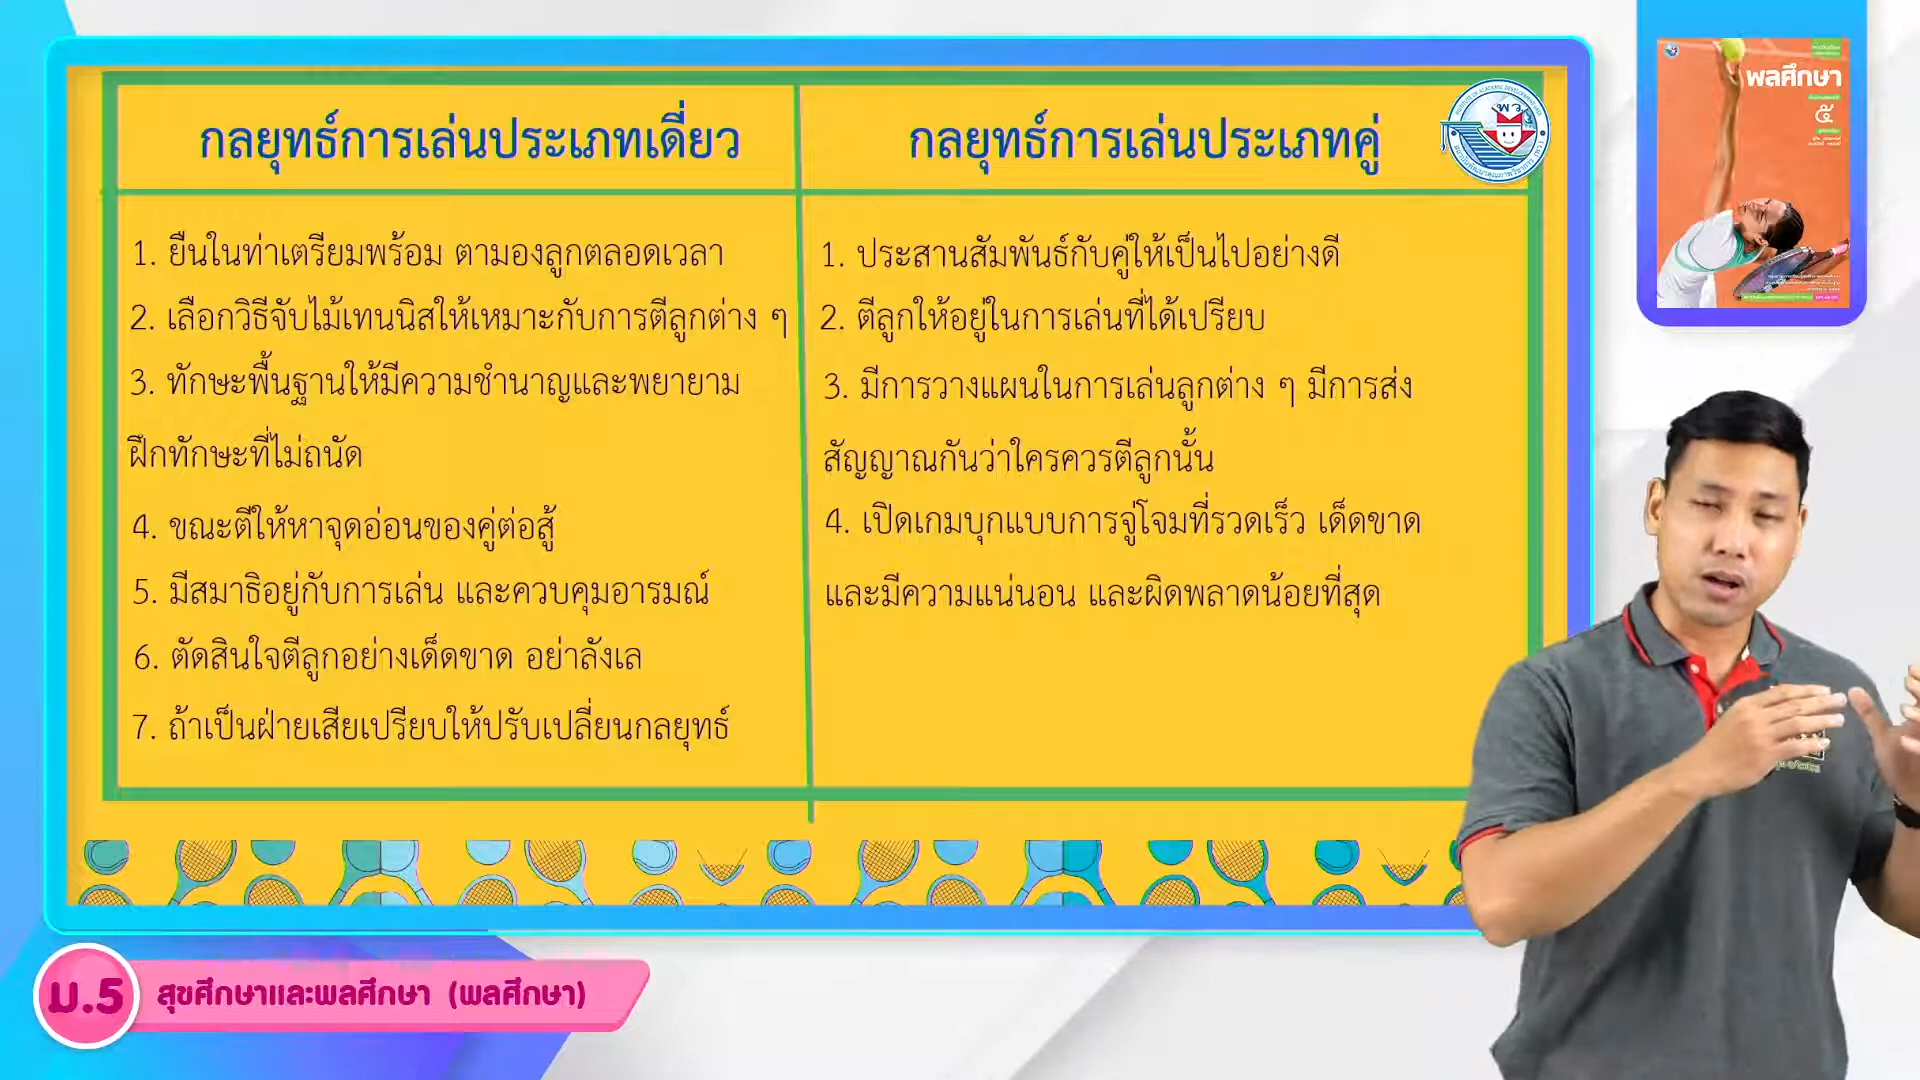 กลยุทธ์การเล่นประเภทเดี่ยว
1. ยืนในท่าเตรียมพร้อม ตามองลูกตลอดเวลา
2. เลือกวิธีจับไม้เทนนิสให้เหมาะกับการตีลูกต่าง ๆ
3. ทักษะพื้นฐานให้มีความชำนาญและพยายาม
ฝึกทักษะที่ไม่ถนัด
4. ขณะตีให้หาจุดอ่อนของคู่ต่อสู้
5. มีสมาธิอยู่กับการเล่น และควบคุมอารมณ์
6. ตัดสินใจตีลูกอย่างเด็ดขาด อย่าลังเล
7. ถ้าเป็นฝ่ายเสียเปรียบให้ปรับเปลี่ยนกลยุทธ์
กลยุทธ์การเล่นประเภทคู่
1. ประสานสัมพันธ์กับคู่ให้เป็นไปอย่างดี
2. ตีลูกให้อยู่ในการเล่นที่ได้เปรียบ
3. มีการวางแผนในการเล่นลูกต่าง ๆ มีการส่ง
สัญญาณกันว่าใครควรตีลูกนั้น
4. เปิดเกมบุกแบบการจู่โจมที่รวดเร็ว เด็ดขาด
และมีความแน่นอน และผิดพลาดน้อยที่สุด
พว
พลศึกษา
๕
ม.5 สุขศึกษาและพลศึกษา (พลศึกษา)